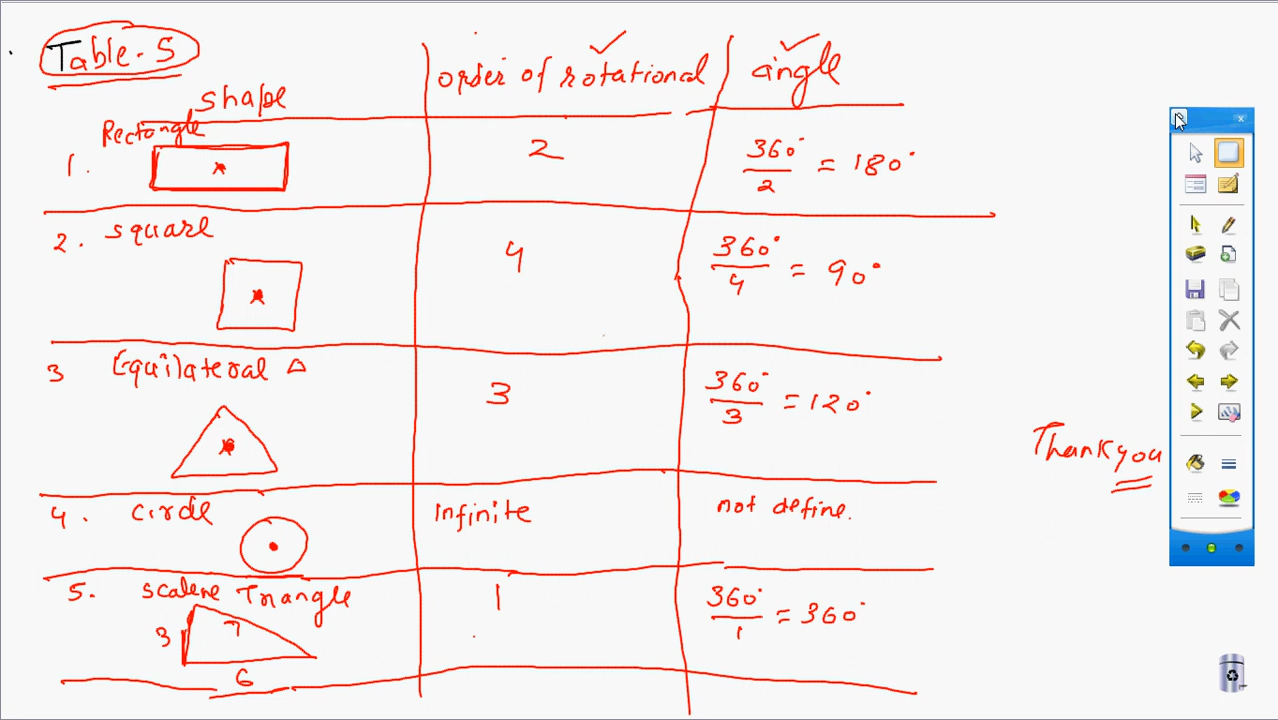 Table-5
shape order of rotational angle
1. Rectangle 2 360°/2 = 180°
2. square 4 360°/4 = 90°
3 Equilateral Δ 3 360°/3 = 120°
Thank you
4. circle infinite not define.
5. scalene Triangle 1 360°/1 = 360°
3 7
6